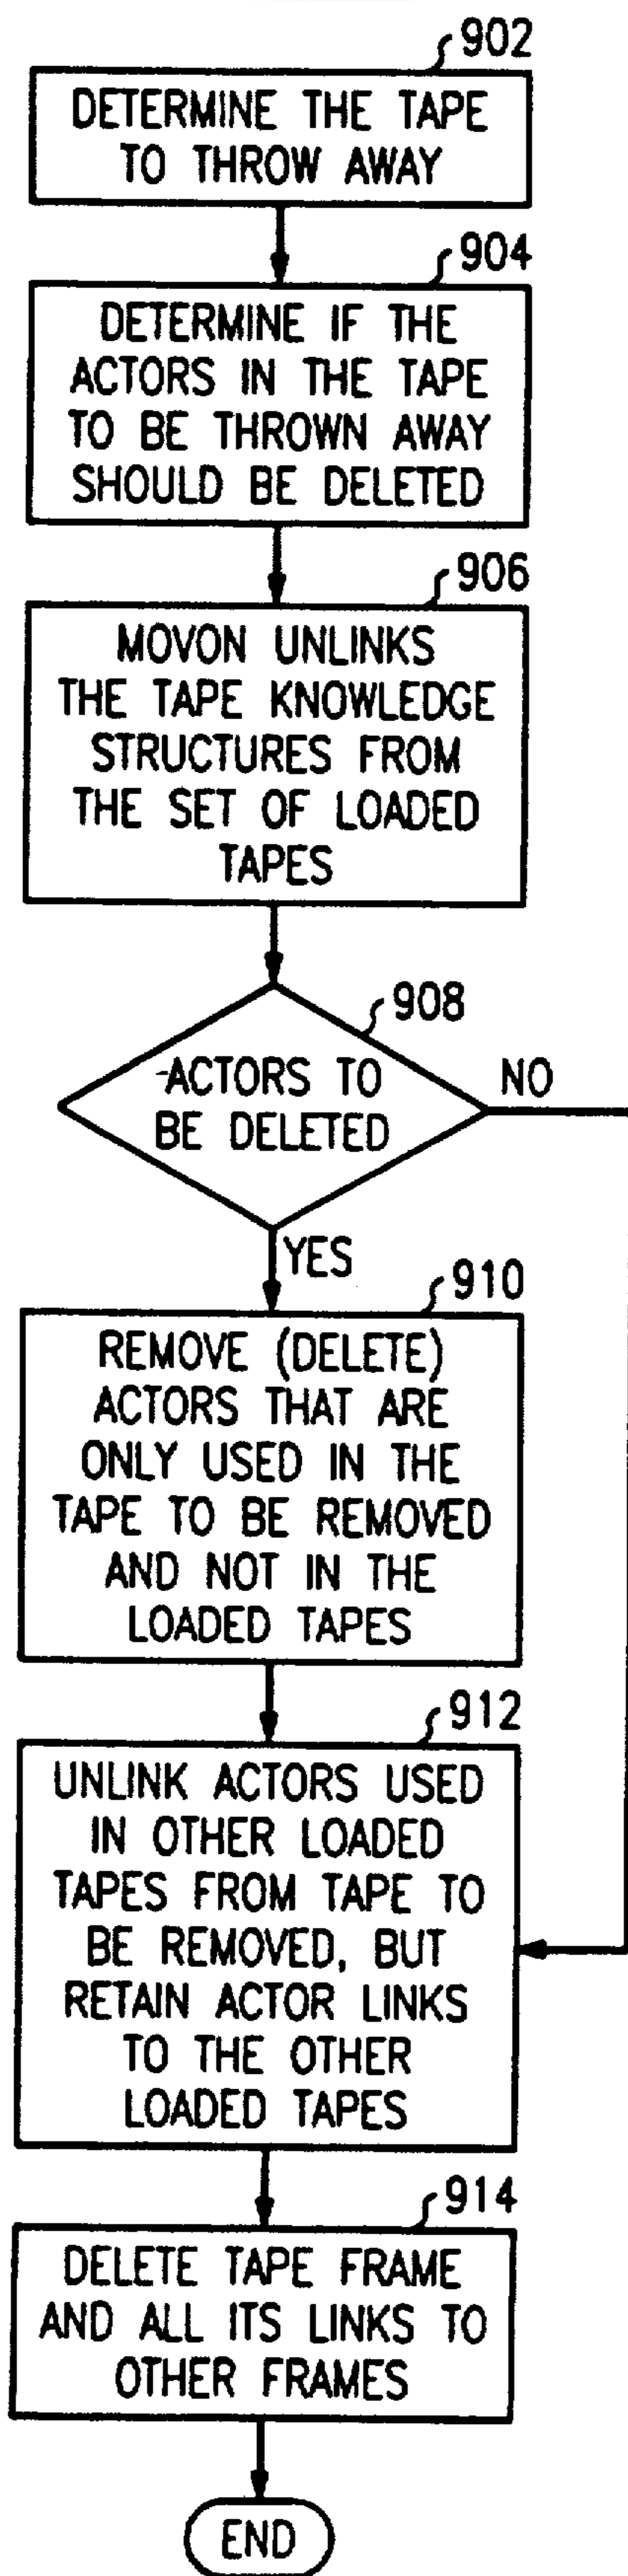 902
DETERMINE THE TAPE
TO THROW AWAY
904
DETERMINE IF THE
ACTORS IN THE TAPE
TO BE THROWN AWAY
SHOULD BE DELETED
906
MOVON UNLINKS
THE TAPE KNOWLEDGE
STRUCTURES FROM
THE SET OF LOADED
TAPES
908
ACTORS TO
BE DELETED
NO
YES
910
REMOVE (DELETE)
ACTORS THAT ARE
ONLY USED IN THE
TAPE TO BE REMOVED
AND NOT IN THE
LOADED TAPES
912
UNLINK ACTORS USED
IN OTHER LOADED
TAPES FROM TAPE TO
BE REMOVED, BUT
RETAIN ACTOR LINKS
TO THE OTHER
LOADED TAPES
914
DELETE TAPE FRAME
AND ALL ITS LINKS TO
OTHER FRAMES
END